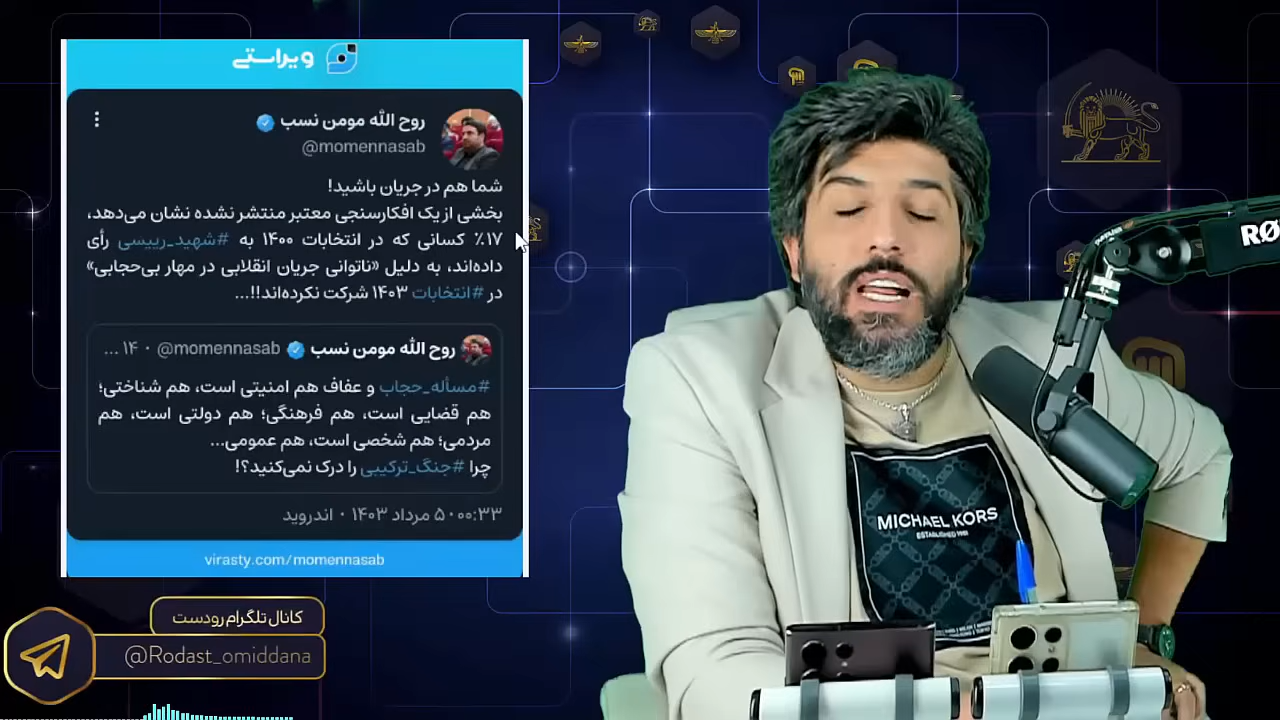 ویراستی
روح الله مومن نسب
@momennasab
شما هم در جریان باشید!
بخشی از یک افکارسنجی معتبر منتشر نشده نشان می‌دهد،
۱۷٪ کسانی که در انتخابات ۱۴۰۰ به #شهید_رییسی رأی
داده‌اند، به دلیل «ناتوانی جریان انقلابی در مهار بی‌حجابی»
در #انتخابات ۱۴۰۳ شرکت نکرده‌اند!!...
روح الله مومن نسب @momennasab · ۱۴ ...
#مسأله_حجاب و عفاف هم امنیتی است، هم شناختی؛
هم قضایی است، هم فرهنگی؛ هم دولتی است، هم
مردمی؛ هم شخصی است، هم عمومی...
چرا #جنگ_ترکیبی را درک نمی‌کنید؟!
۰۰:۳۳ · ۵ مرداد ۱۴۰۳ · اندروید
virasty.com/momennasab
کانال تلگرام رودست
@Rodast_omiddana
RØ
MICHAEL KORS
ESTABLISHED 1981